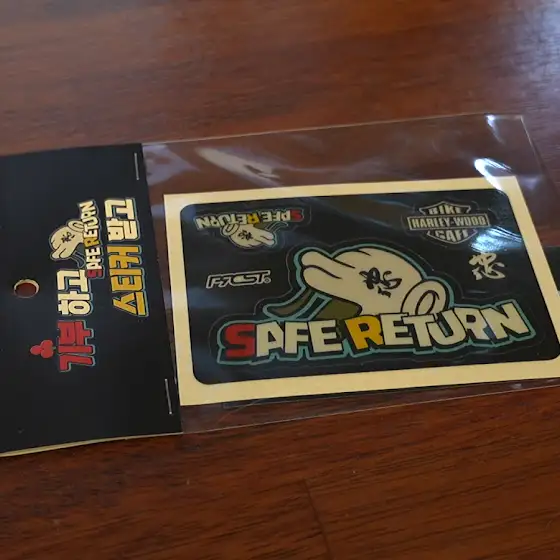 기부 하고
SAFE RETURN
스티커 받고
SAFE RETURN
BIKE
HARLEY-WOOD
CAFE
忠
SAFE RETURN